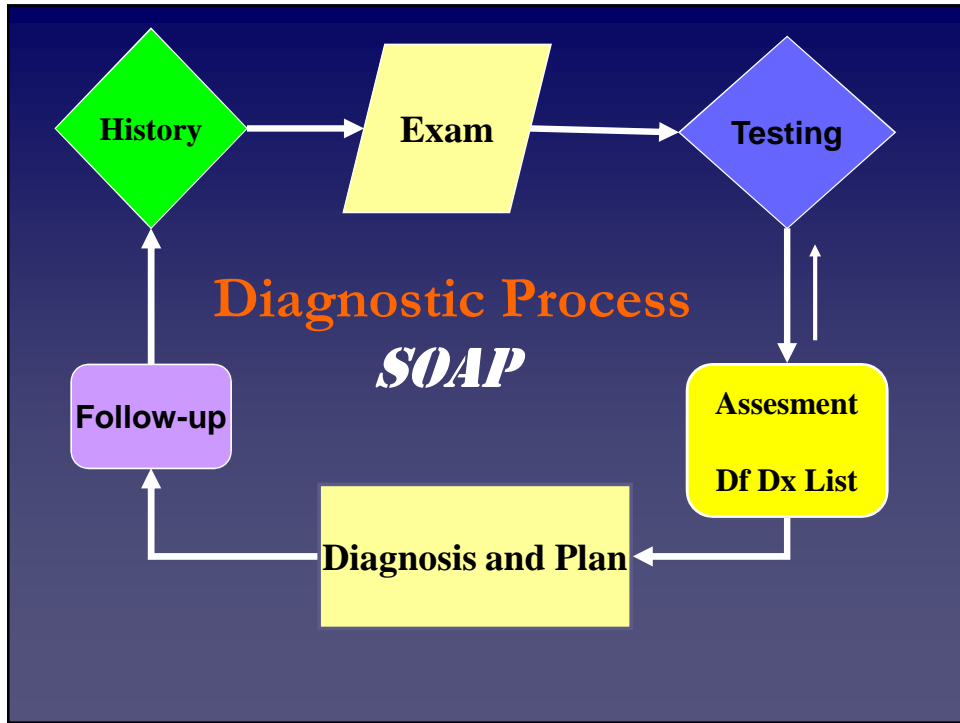 History
Exam
Testing
Diagnostic Process
SOAP
Assesment
Df Dx List
Diagnosis and Plan
Follow-up